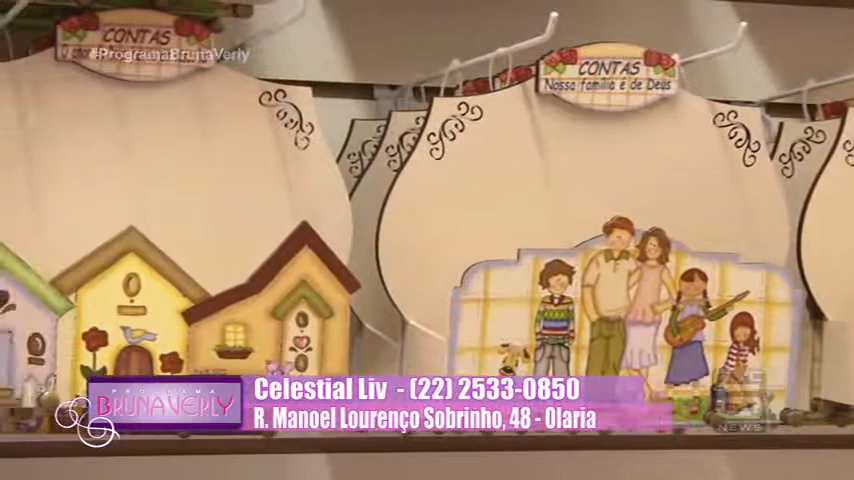 CONTAS
#ProgramaBrunaVerly
CONTAS
Nossa família é de Deus
PROGRAMA
BRUNAVERLY
Celestial Liv - (22) 2533-0850
R. Manoel Lourenço Sobrinho, 48 - Olaria
NEWS